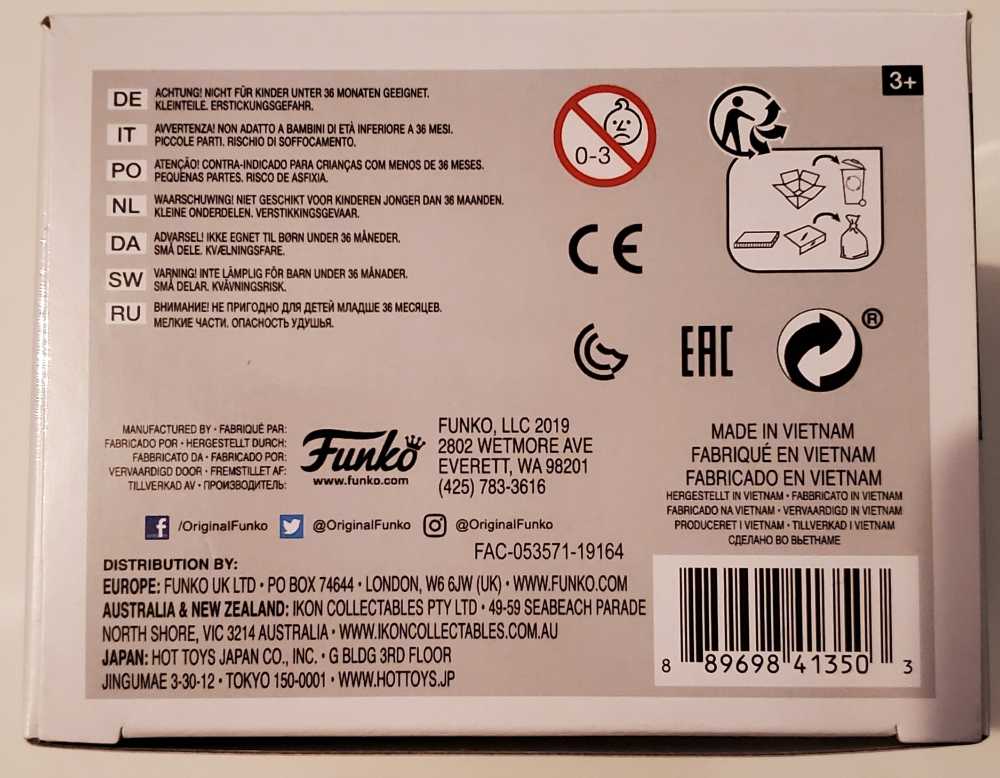 3+
DE ACHTUNG! NICHT FÜR KINDER UNTER 36 MONATEN GEEIGNET.
KLEINTEILE. ERSTICKUNGSGEFAHR.
IT AVVERTENZA! NON ADATTO A BAMBINI DI ETÀ INFERIORE A 36 MESI.
PICCOLE PARTI. RISCHIO DI SOFFOCAMENTO.
PO ATENÇÃO! CONTRA-INDICADO PARA CRIANÇAS COM MENOS DE 36 MESES.
PEQUENAS PARTES. RISCO DE ASFIXIA.
NL WAARSCHUWING! NIET GESCHIKT VOOR KINDEREN JONGER DAN 36 MAANDEN.
KLEINE ONDERDELEN. VERSTIKKINGSGEVAAR.
DA ADVARSEL! IKKE EGNET TIL BØRN UNDER 36 MÅNEDER.
SMÅ DELE. KVÆLNINGSFARE.
SW VARNING! INTE LÄMPLIG FÖR BARN UNDER 36 MÅNADER.
SMÅ DELAR. KVÄVNINGSRISK.
RU ВНИМАНИЕ! НЕ ПРИГОДНО ДЛЯ ДЕТЕЙ МЛАДШЕ 36 МЕСЯЦЕВ.
МЕЛКИЕ ЧАСТИ. ОПАСНОСТЬ УДУШЬЯ.
0-3
CE
EAC
®
MANUFACTURED BY • FABRIQUÉ PAR:
FABRICADO POR • HERGESTELLT DURCH:
FABBRICATO DA • FABRICADO POR:
VERVAARDIGD DOOR • FREMSTILLET AF:
TILLVERKAD AV • ПРОИЗВОДИТЕЛЬ:
Funko
www.funko.com
FUNKO, LLC 2019
2802 WETMORE AVE
EVERETT, WA 98201
(425) 783-3616
/OriginalFunko @OriginalFunko @OriginalFunko
FAC-053571-19164
MADE IN VIETNAM
FABRIQUÉ EN VIETNAM
FABRICADO EN VIETNAM
HERGESTELLT IN VIETNAM • FABBRICATO IN VIETNAM
FABRICADO NA VIETNAM • VERVAARDIGD IN VIETNAM
PRODUCERET I VIETNAM • TILLVERKAD I VIETNAM
СДЕЛАНО ВО ВЬЕТНАМЕ
DISTRIBUTION BY:
EUROPE: FUNKO UK LTD • PO BOX 74644 • LONDON, W6 6JW (UK) • WWW.FUNKO.COM
AUSTRALIA & NEW ZEALAND: IKON COLLECTABLES PTY LTD • 49-59 SEABEACH PARADE
NORTH SHORE, VIC 3214 AUSTRALIA • WWW.IKONCOLLECTABLES.COM.AU
JAPAN: HOT TOYS JAPAN CO., INC. • G BLDG 3RD FLOOR
JINGUMAE 3-30-12 • TOKYO 150-0001 • WWW.HOTTOYS.JP
8 89698 41350 3